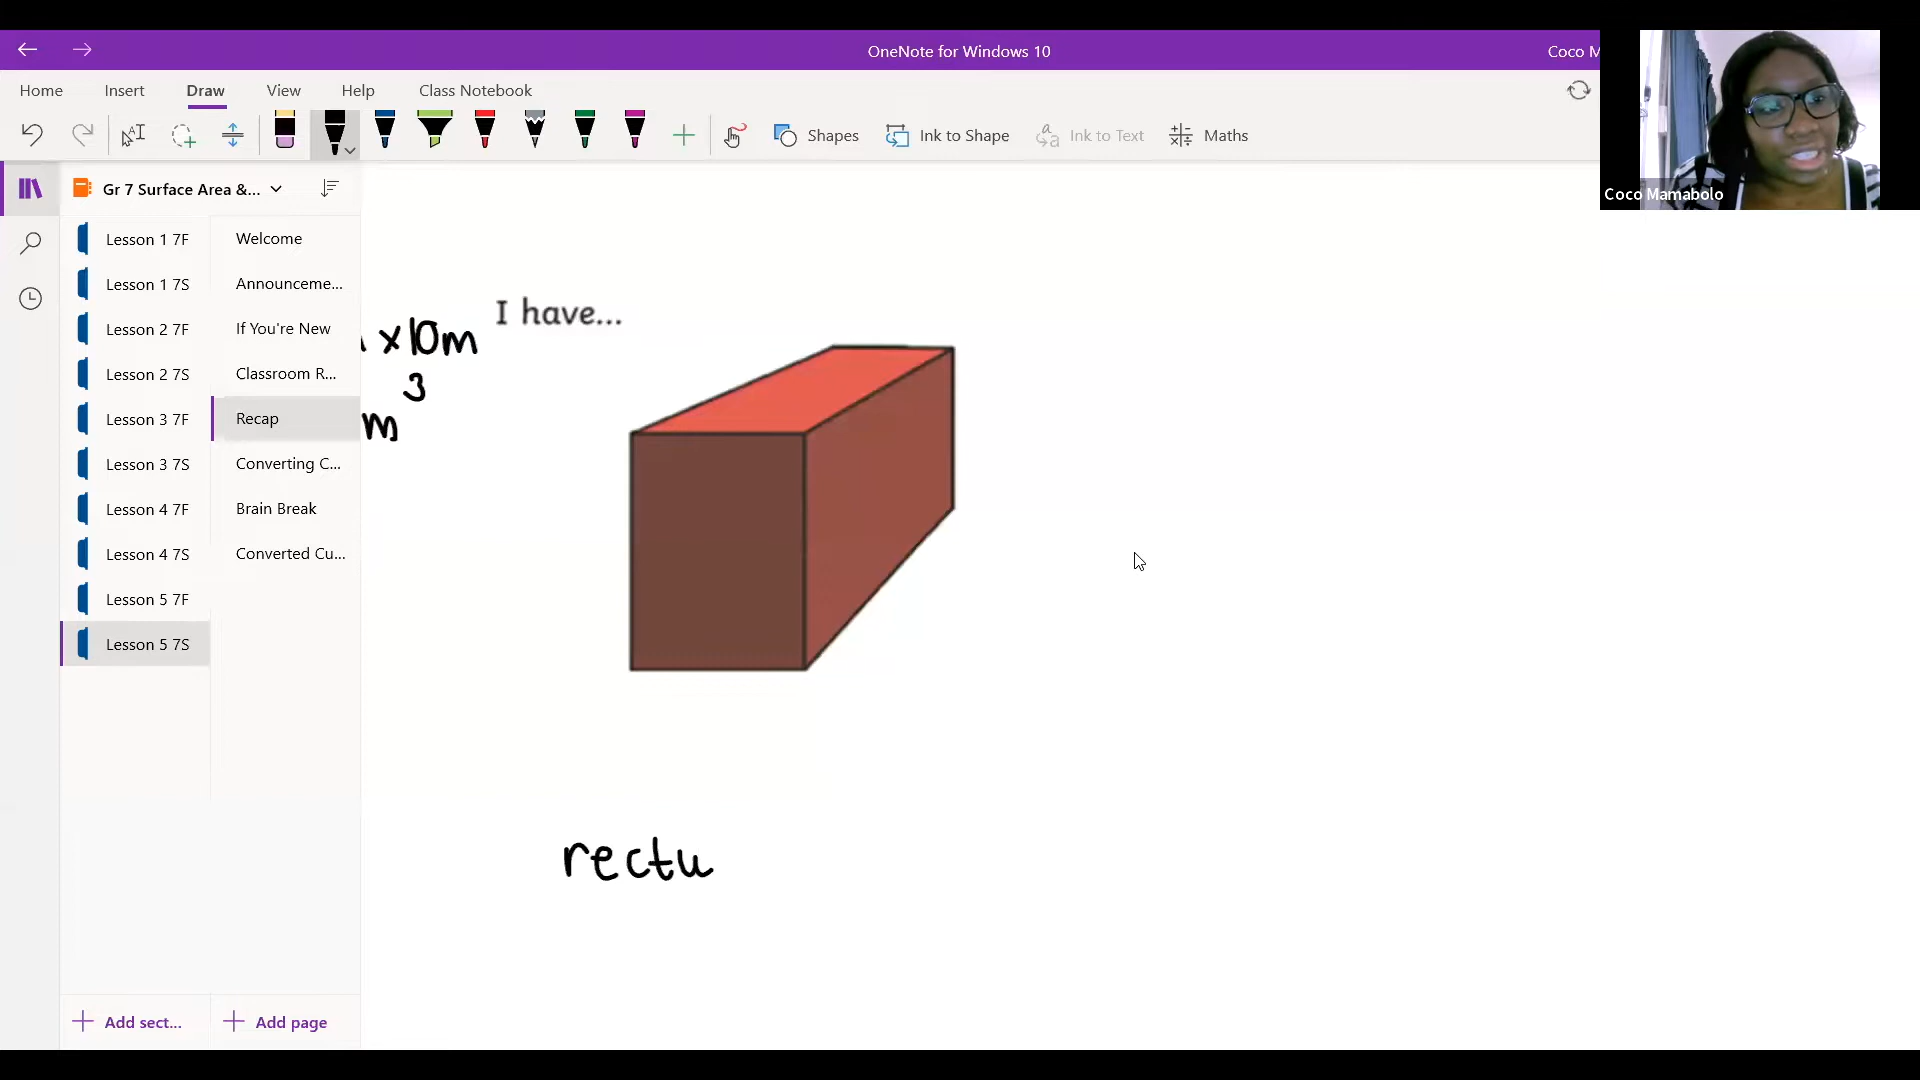 OneNote for Windows 10
Coco M
Home Insert Draw View Help Class Notebook
Shapes Ink to Shape Ink to Text Maths
Coco Mamabolo
Gr 7 Surface Area &...
Lesson 1 7F
Lesson 1 7S
Lesson 2 7F
Lesson 2 7S
Lesson 3 7F
Lesson 3 7S
Lesson 4 7F
Lesson 4 7S
Lesson 5 7F
Lesson 5 7S
Welcome
Announceme...
If You're New
Classroom R...
Recap
Converting C...
Brain Break
Converted Cu...
I have...
x10m
m³
rectu
+ Add sect...
+ Add page